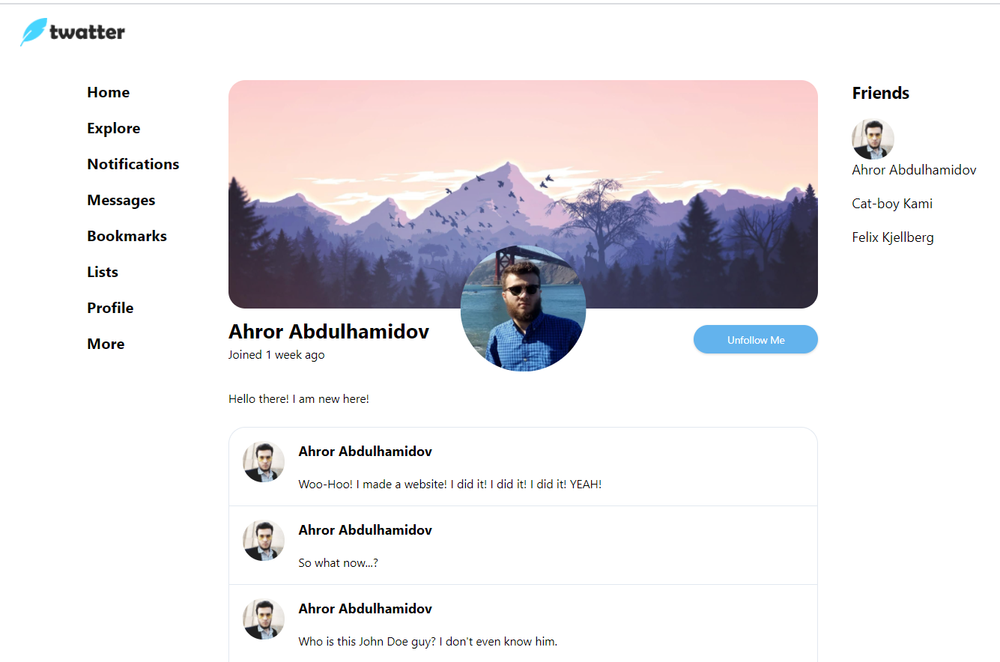 twatter
Home
Explore
Notifications
Messages
Bookmarks
Lists
Profile
More
Ahror Abdulhamidov
Joined 1 week ago
Unfollow Me
Hello there! I am new here!
Ahror Abdulhamidov
Woo-Hoo! I made a website! I did it! I did it! I did it! YEAH!
Ahror Abdulhamidov
So what now...?
Ahror Abdulhamidov
Who is this John Doe guy? I don't even know him.
Friends
Ahror Abdulhamidov
Cat-boy Kami
Felix Kjellberg